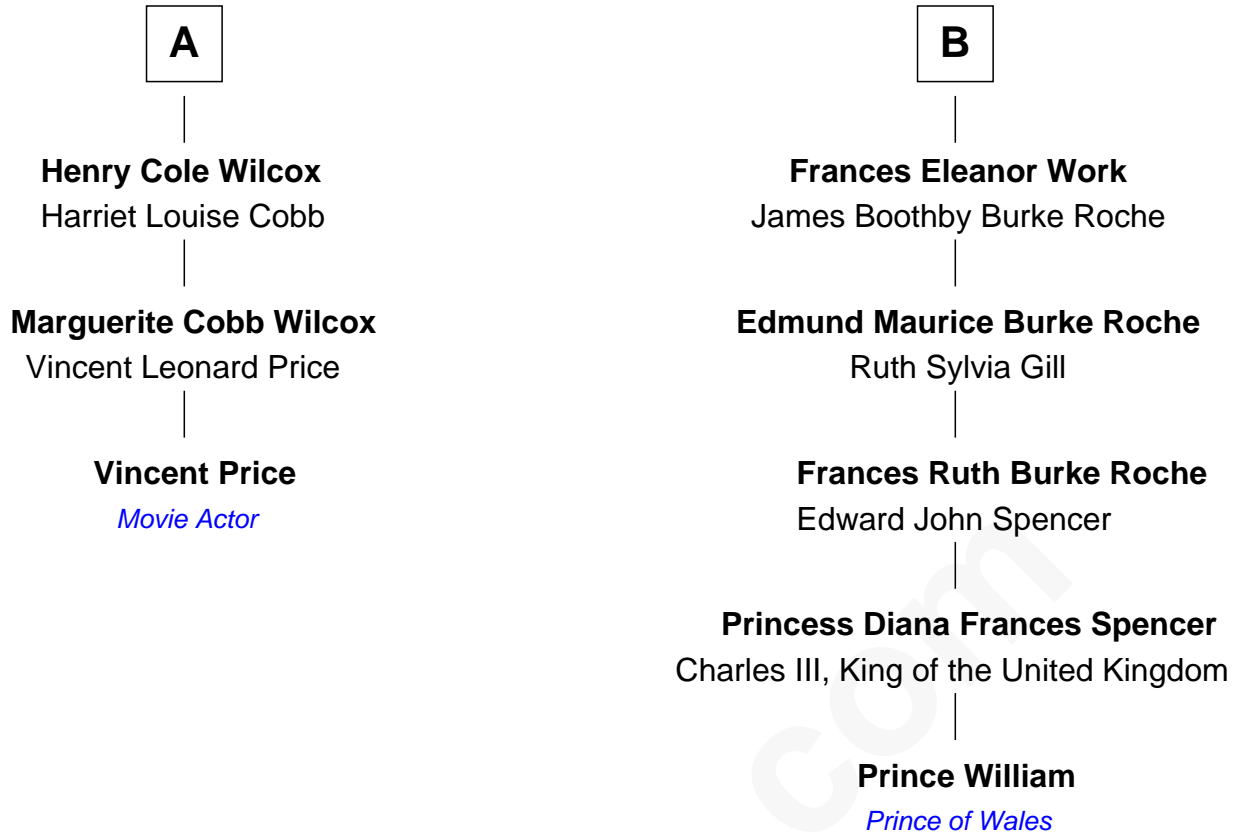 A
Henry Cole Wilcox
Harriet Louise Cobb
Marguerite Cobb Wilcox
Vincent Leonard Price
Vincent Price
Movie Actor
B
Frances Eleanor Work
James Boothby Burke Roche
Edmund Maurice Burke Roche
Ruth Sylvia Gill
Frances Ruth Burke Roche
Edward John Spencer
Princess Diana Frances Spencer
Charles III, King of the United Kingdom
Prince William
Prince of Wales
com